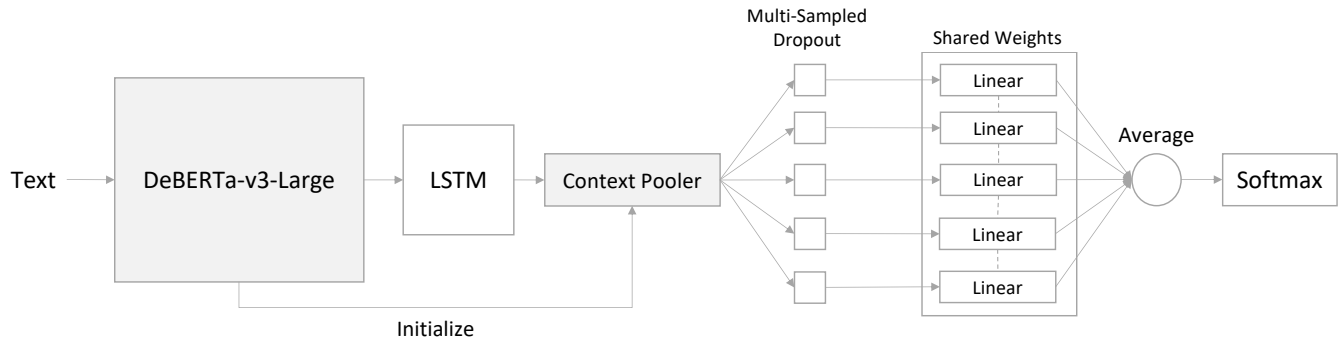 Text
DeBERTa-v3-Large
LSTM
Context Pooler
Initialize
Multi-Sampled
Dropout
Shared Weights
Linear
Linear
Linear
Linear
Linear
Average
Softmax